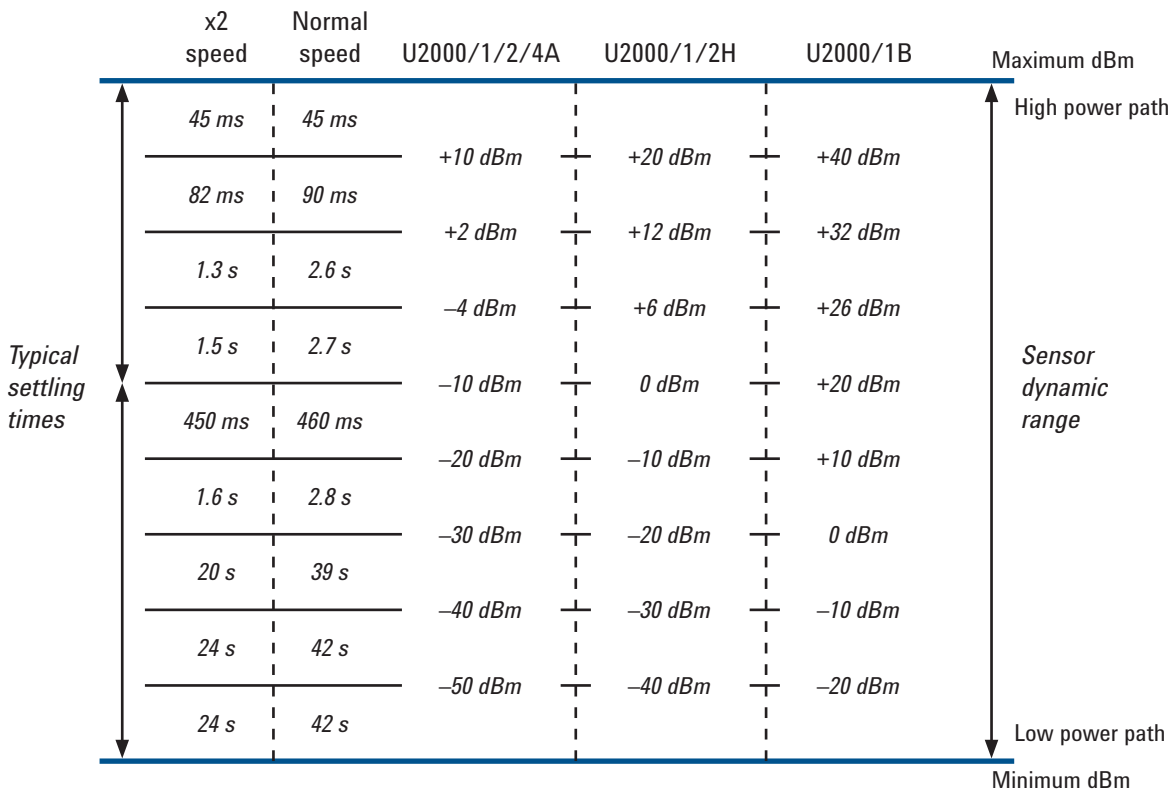 x2 speed Normal speed U2000/1/2/4A U2000/1/2H U2000/1B Maximum dBm
High power path
45 ms 45 ms
+10 dBm +20 dBm +40 dBm
82 ms 90 ms
+2 dBm +12 dBm +32 dBm
1.3 s 2.6 s
–4 dBm +6 dBm +26 dBm
1.5 s 2.7 s
Typical settling times
–10 dBm 0 dBm +20 dBm
Sensor dynamic range
450 ms 460 ms
–20 dBm –10 dBm +10 dBm
1.6 s 2.8 s
–30 dBm –20 dBm 0 dBm
20 s 39 s
–40 dBm –30 dBm –10 dBm
24 s 42 s
–50 dBm –40 dBm –20 dBm
24 s 42 s
Low power path
Minimum dBm